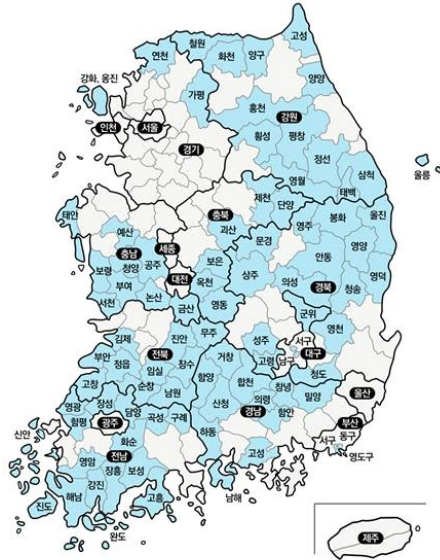 고성
철원
연천
화천
양구
강화, 옹진
양양
가평
홍천
강원
인천
서울
경기
횡성
평창
정선
삼척
울릉
영월
태백
제천
단양
충북
괴산
태안
예산
세종
충남
보령
청양
공주
대전
보은
옥천
부여
서천
논산
금산
영동
문경
영주
봉화
울진
안동
영양
상주
의성
경북
청송
영덕
군위
영천
서구
대구
성주
고령
남구
청도
김제
전북
진안
무주
부안
정읍
임실
장수
고창
순창
남원
거창
함양
합천
창녕
밀양
울산
산청
의령
경남
함안
부산
동구
서구
영도구
하동
고성
남해
영광
장성
담양
함평
광주
곡성
구례
신안
화순
전남
영암
장흥
보성
강진
해남
고흥
진도
완도
제주